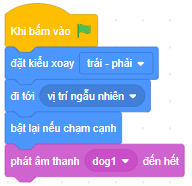 Khi bấm vào
đặt kiểu xoay trái - phải
đi tới vị trí ngẫu nhiên
bật lại nếu chạm cạnh
phát âm thanh dog1 đến hết